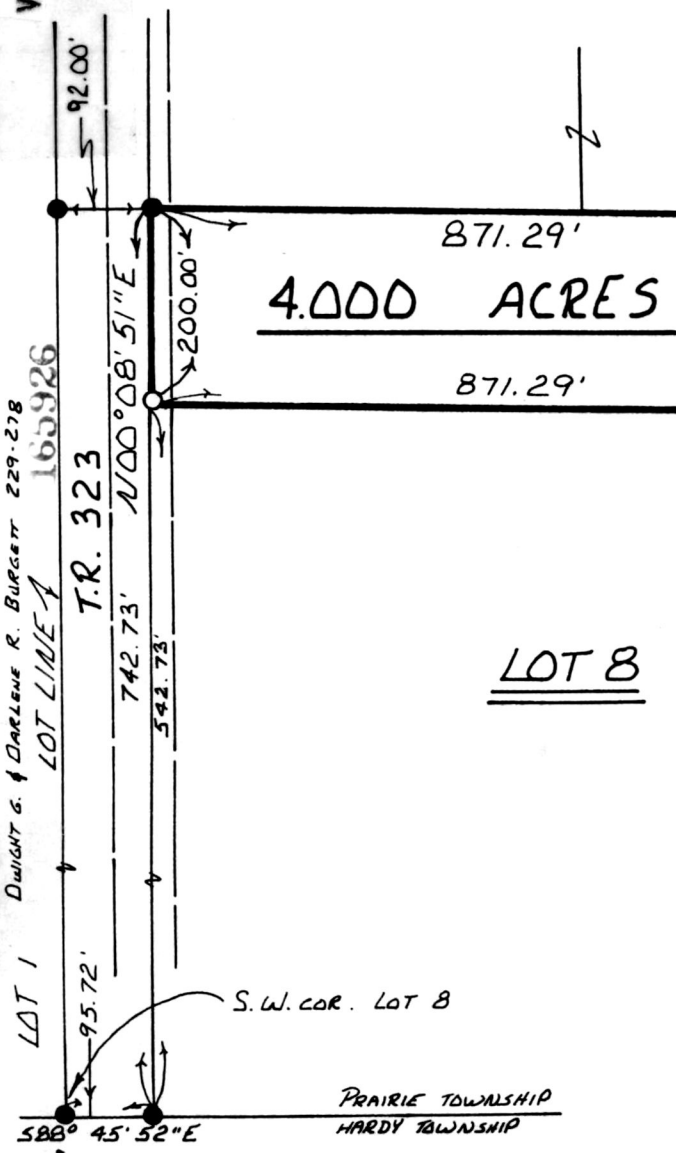 92.00'
871.29'
4.000 ACRES
200.00'
N00°08'51"E
871.29'
165926
T.R. 323
DWIGHT G. & DARLENE R. BURGETT 229-278
LOT LINE
742.73'
542.73'
LOT 8
LOT 1
95.72'
S.W. COR. LOT 8
PRAIRIE TOWNSHIP
HARDY TOWNSHIP
S88° 45' 52"E